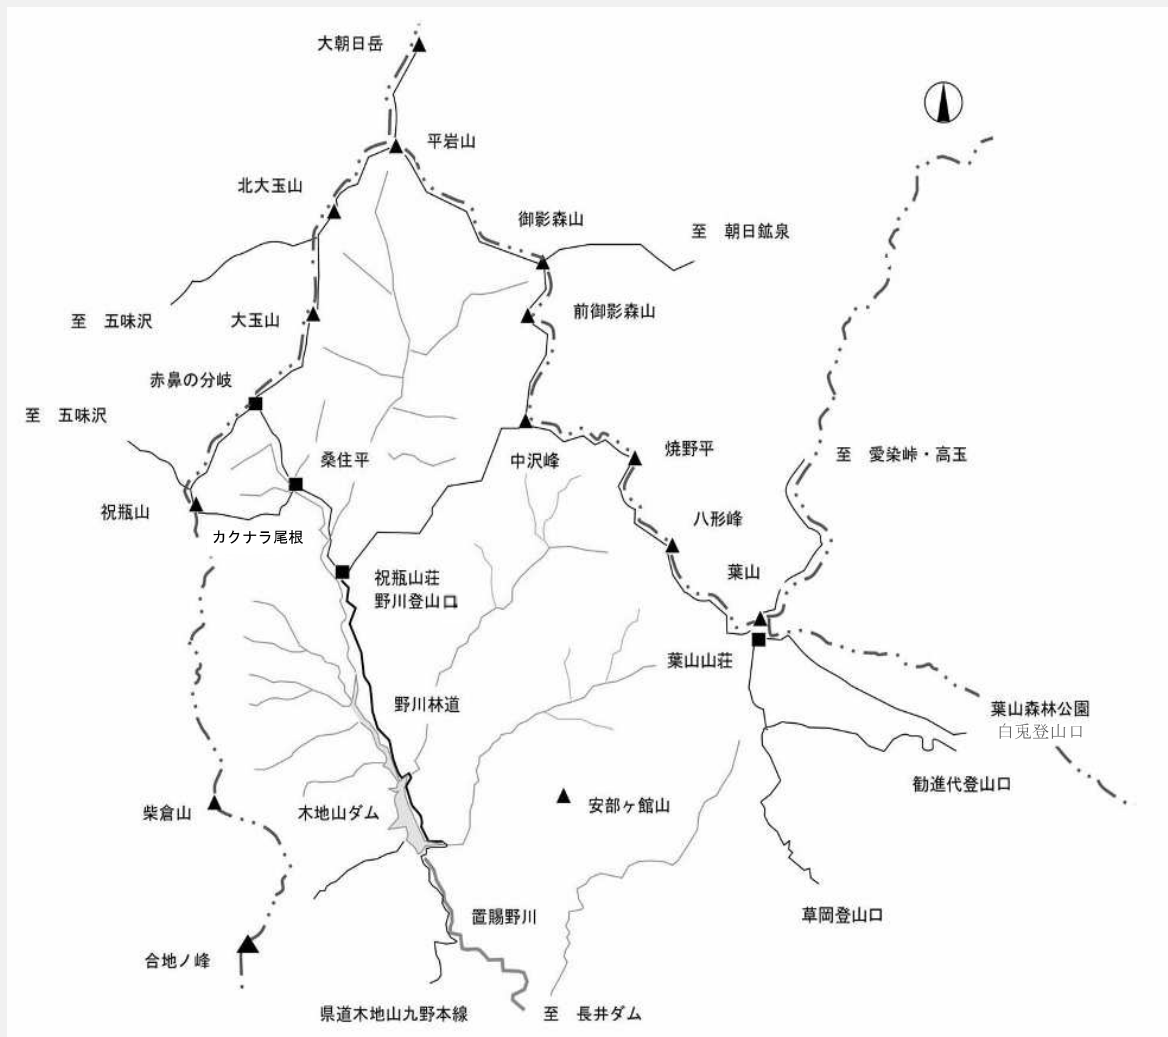 大朝日岳
平岩山
北大玉山
御影森山
至　朝日鉱泉
前御影森山
至　五味沢
大玉山
赤鼻の分岐
至　五味沢
焼野平
至　愛染峠・高玉
桑住平
中沢峰
祝瓶山
八形峰
カクナラ尾根
葉山
祝瓶山荘
野川登山口
葉山山荘
野川林道
葉山森林公園
白兎登山口
勧進代登山口
木地山ダム
安部ヶ館山
柴倉山
置賜野川
草岡登山口
合地ノ峰
県道木地山九野本線
至　長井ダム